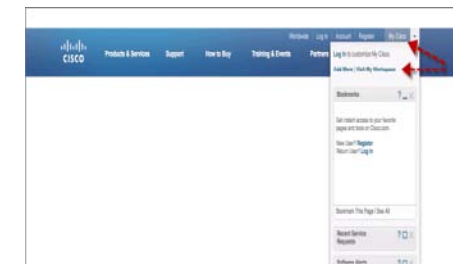 Worldwide Log In Account Register My Cisco
CISCO Products & Services Support How to Buy Training & Events Partners
Log In to customize My Cisco.
Add More | Visit My Workspace
Bookmarks
Get instant access to your favorite
pages and tools on Cisco.com
New User? Register
Return User? Log In
Bookmark This Page | See All
Recent Service
Requests
Software Alerts